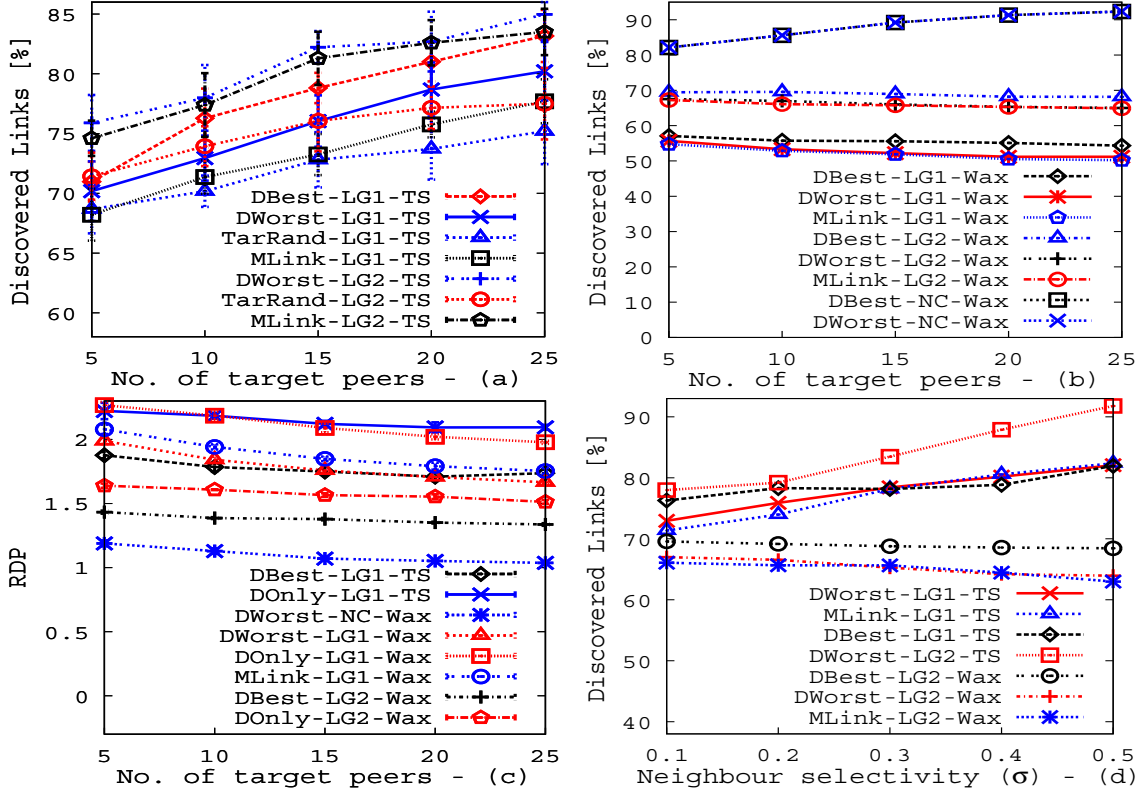 Discovered Links [%]
85
80
75
70
65
60
DBest-LG1-TS
DWorst-LG1-TS
TarRand-LG1-TS
MLink-LG1-TS
DWorst-LG2-TS
TarRand-LG2-TS
MLink-LG2-TS
5 10 15 20 25
No. of target peers - (a)
Discovered Links [%]
90
80
70
60
50
40
30
20
10
0
DBest-LG1-Wax
DWorst-LG1-Wax
MLink-LG1-Wax
DBest-LG2-Wax
DWorst-LG2-Wax
MLink-LG2-Wax
DBest-NC-Wax
DWorst-NC-Wax
5 10 15 20 25
No. of target peers - (b)
RDP
2
1.5
1
0.5
0
DBest-LG1-TS
DOnly-LG1-TS
DWorst-NC-Wax
DWorst-LG1-Wax
DOnly-LG1-Wax
MLink-LG1-Wax
DBest-LG2-Wax
DOnly-LG2-Wax
5 10 15 20 25
No. of target peers - (c)
Discovered Links [%]
90
80
70
60
50
40
DWorst-LG1-TS
MLink-LG1-TS
DBest-LG1-TS
DWorst-LG2-TS
DBest-LG2-Wax
DWorst-LG2-Wax
MLink-LG2-Wax
0.1 0.2 0.3 0.4 0.5
Neighbour selectivity (σ) - (d)